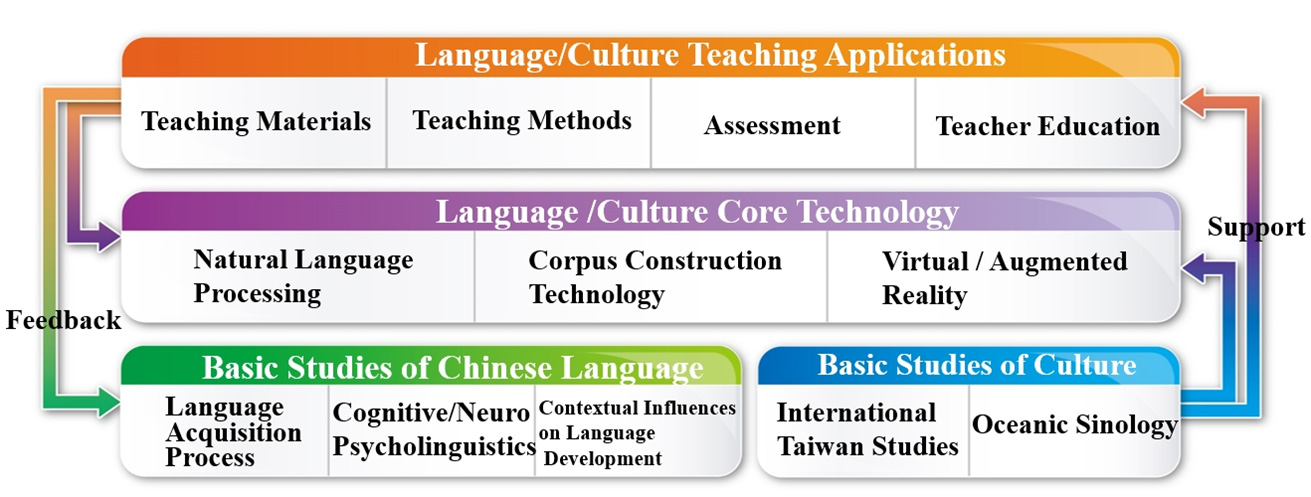 Language/Culture Teaching Applications
Teaching Materials
Teaching Methods
Assessment
Teacher Education
Language /Culture Core Technology
Natural Language
Processing
Corpus Construction
Technology
Virtual / Augmented
Reality
Support
Feedback
Basic Studies of Chinese Language
Language
Acquisition
Process
Cognitive/Neuro
Psycholinguistics
Contextual Influences
on Language
Development
Basic Studies of Culture
International
Taiwan Studies
Oceanic Sinology